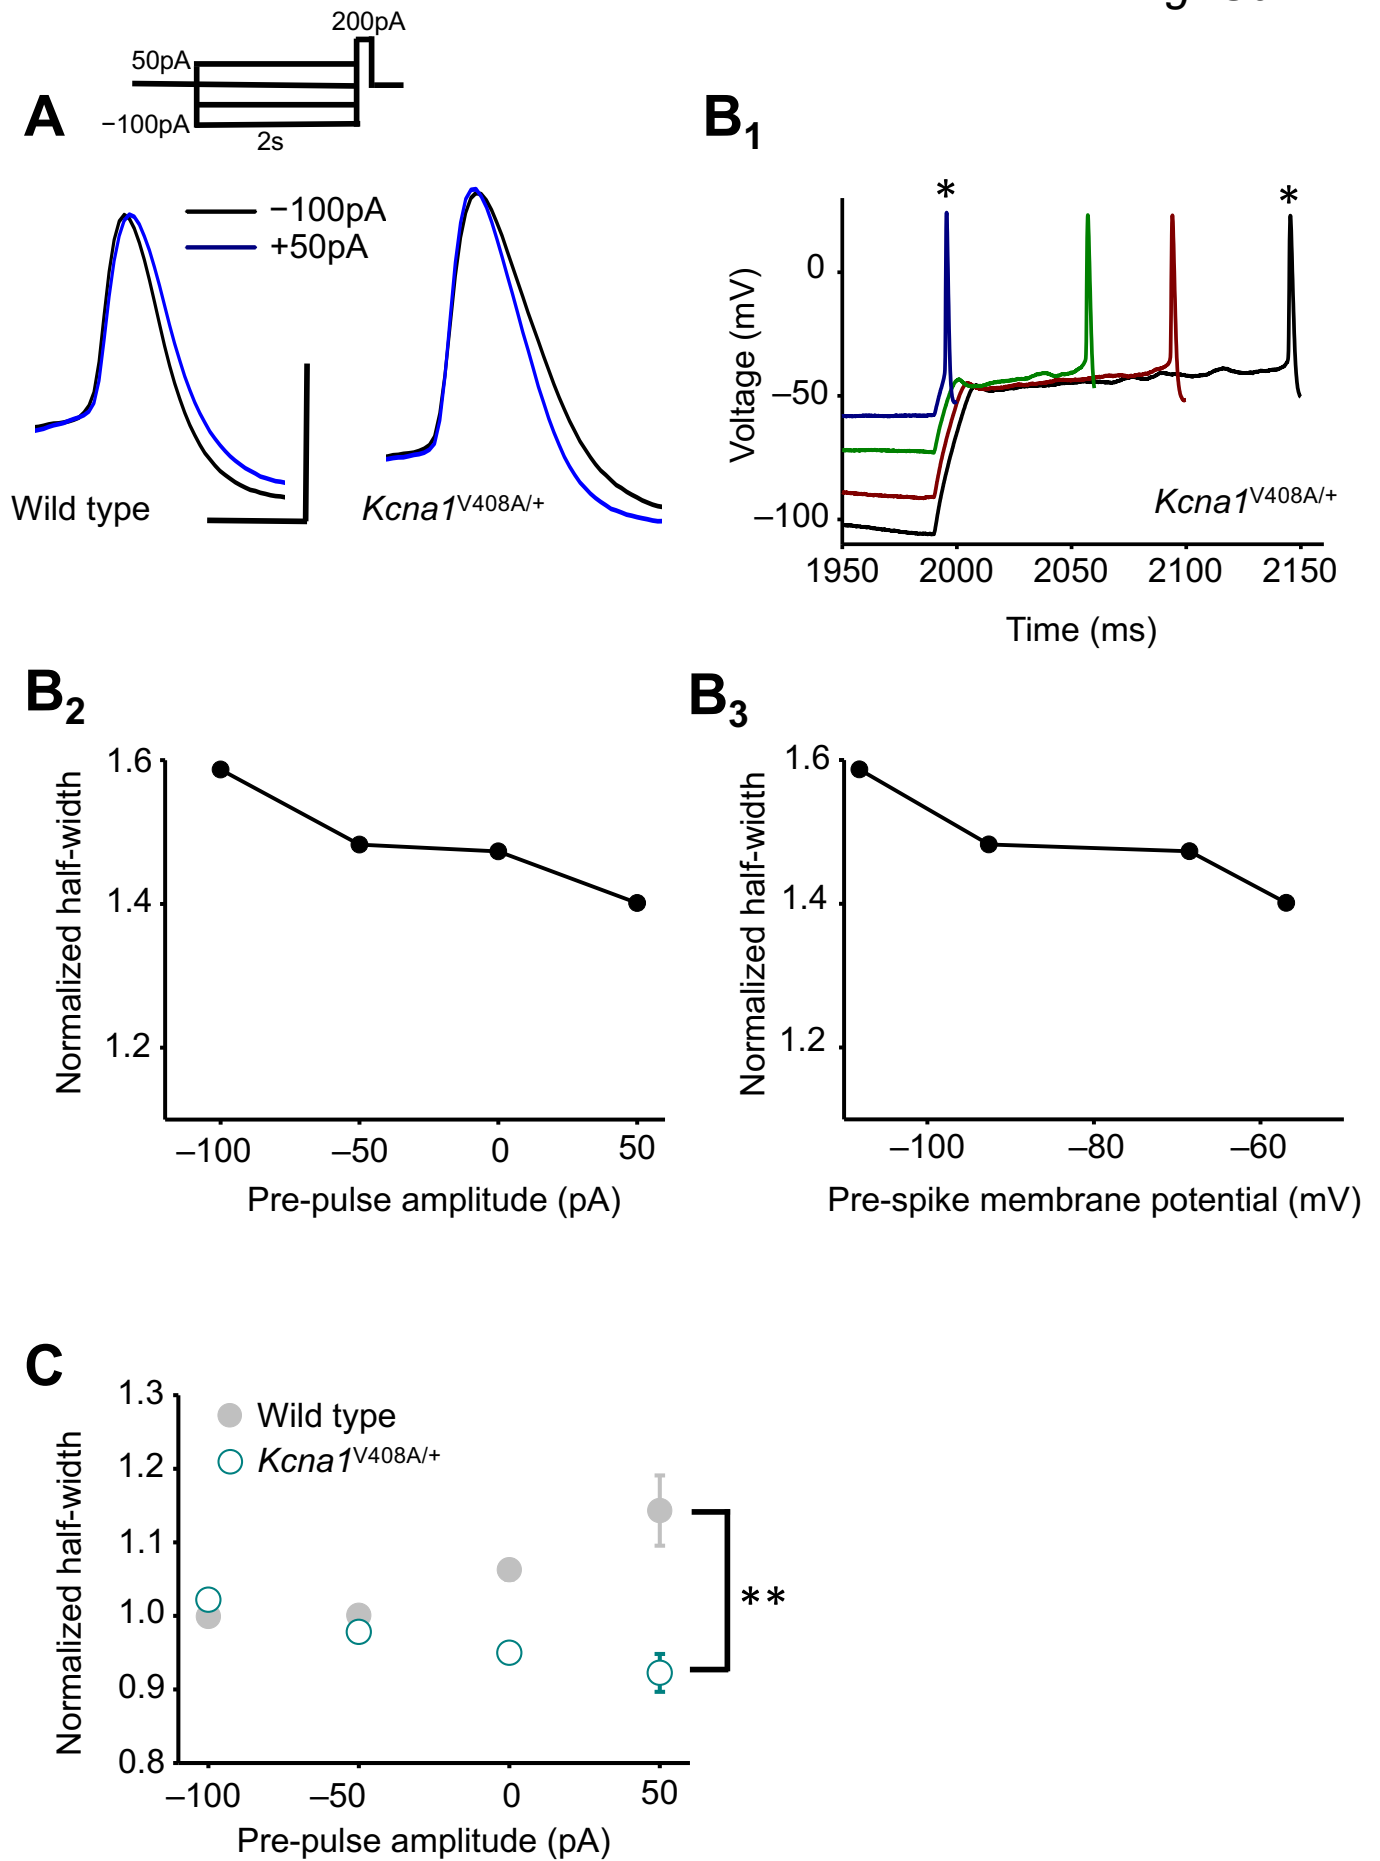 200pA
50pA
−100pA
2s
A
−100pA
+50pA
Wild type
Kcna1V408A/+
B1
*
*
0
–50
–100
Voltage (mV)
Kcna1V408A/+
1950 2000 2050 2100 2150
Time (ms)
B2
1.6
1.4
1.2
Normalized half-width
–100 –50 0 50
Pre-pulse amplitude (pA)
B3
1.6
1.4
1.2
Normalized half-width
–100 –80 –60
Pre-spike membrane potential (mV)
C
1.3
1.2
1.1
1.0
0.9
0.8
Normalized half-width
Wild type
Kcna1V408A/+
**
–100 –50 0 50
Pre-pulse amplitude (pA)